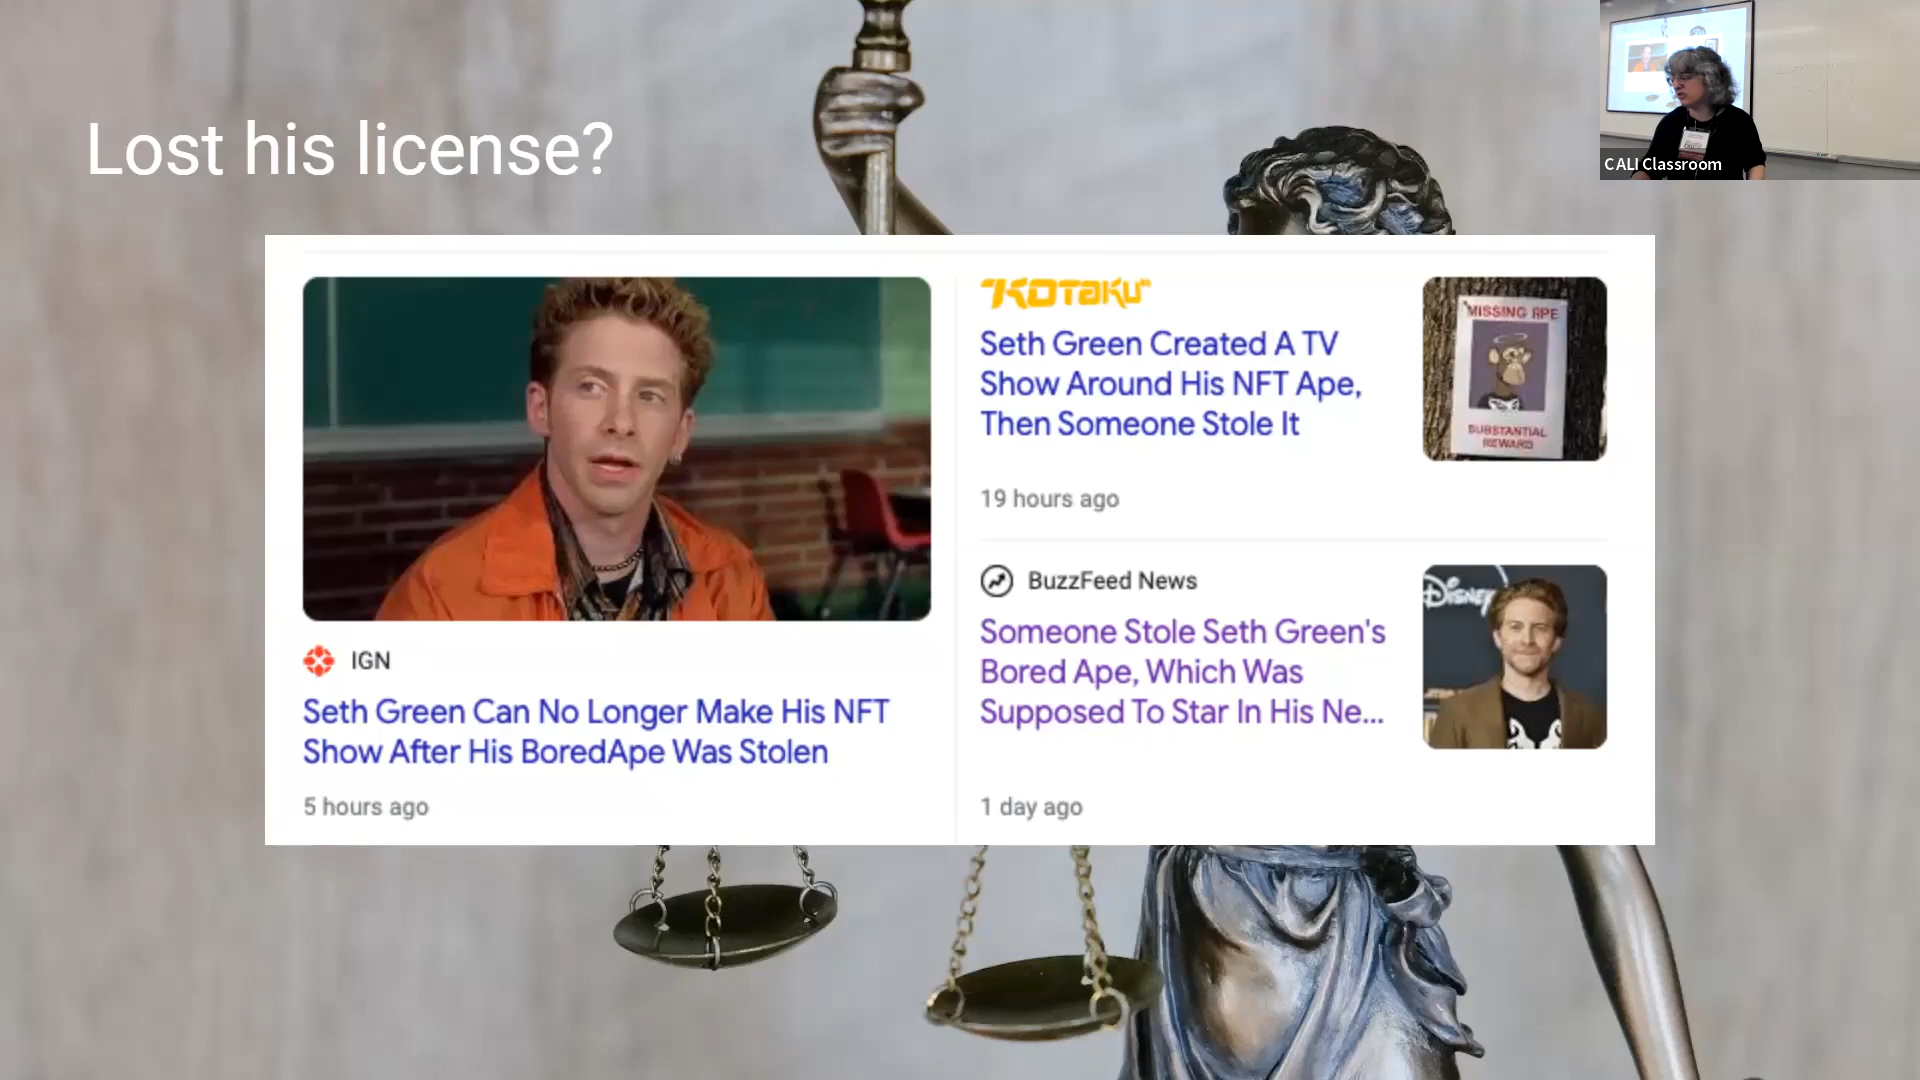 Lost his license?
CALI Classroom
IGN
Seth Green Can No Longer Make His NFT
Show After His BoredApe Was Stolen
5 hours ago
KOTAKU
Seth Green Created A TV
Show Around His NFT Ape,
Then Someone Stole It
19 hours ago
MISSING APE
SUBSTANTIAL
REWARD
BuzzFeed News
Someone Stole Seth Green's
Bored Ape, Which Was
Supposed To Star In His Ne...
1 day ago
Disney